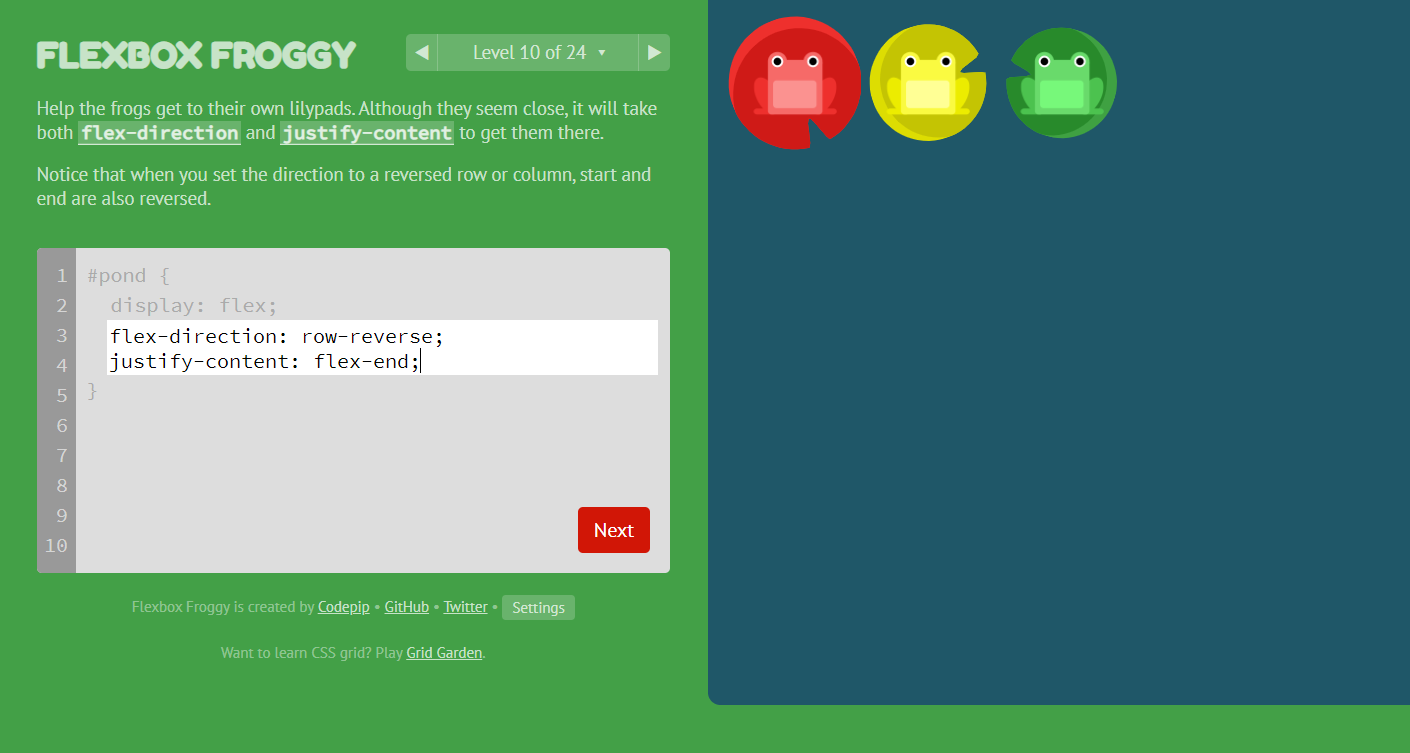 FLEXBOX FROGGY
◀ Level 10 of 24 ▾ ▶
Help the frogs get to their own lilypads. Although they seem close, it will take
both flex-direction and justify-content to get them there.
Notice that when you set the direction to a reversed row or column, start and
end are also reversed.
1 #pond {
2 display: flex;
3 flex-direction: row-reverse;
4 justify-content: flex-end;
5 }
6
7
8
9
10
Next
Flexbox Froggy is created by Codepip • GitHub • Twitter • Settings
Want to learn CSS grid? Play Grid Garden.